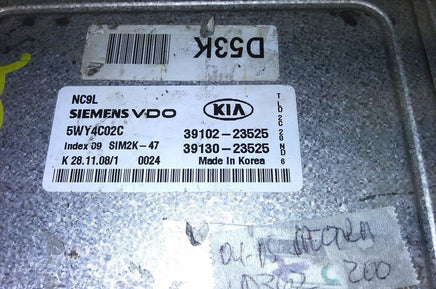 D53K
NC9L
SIEMENS VDO
KIA
5WY4C02C
39102-23525
Index 09 SIM2K-47
39130-23525
K 28.11.08/1 0024
Made In Korea
200